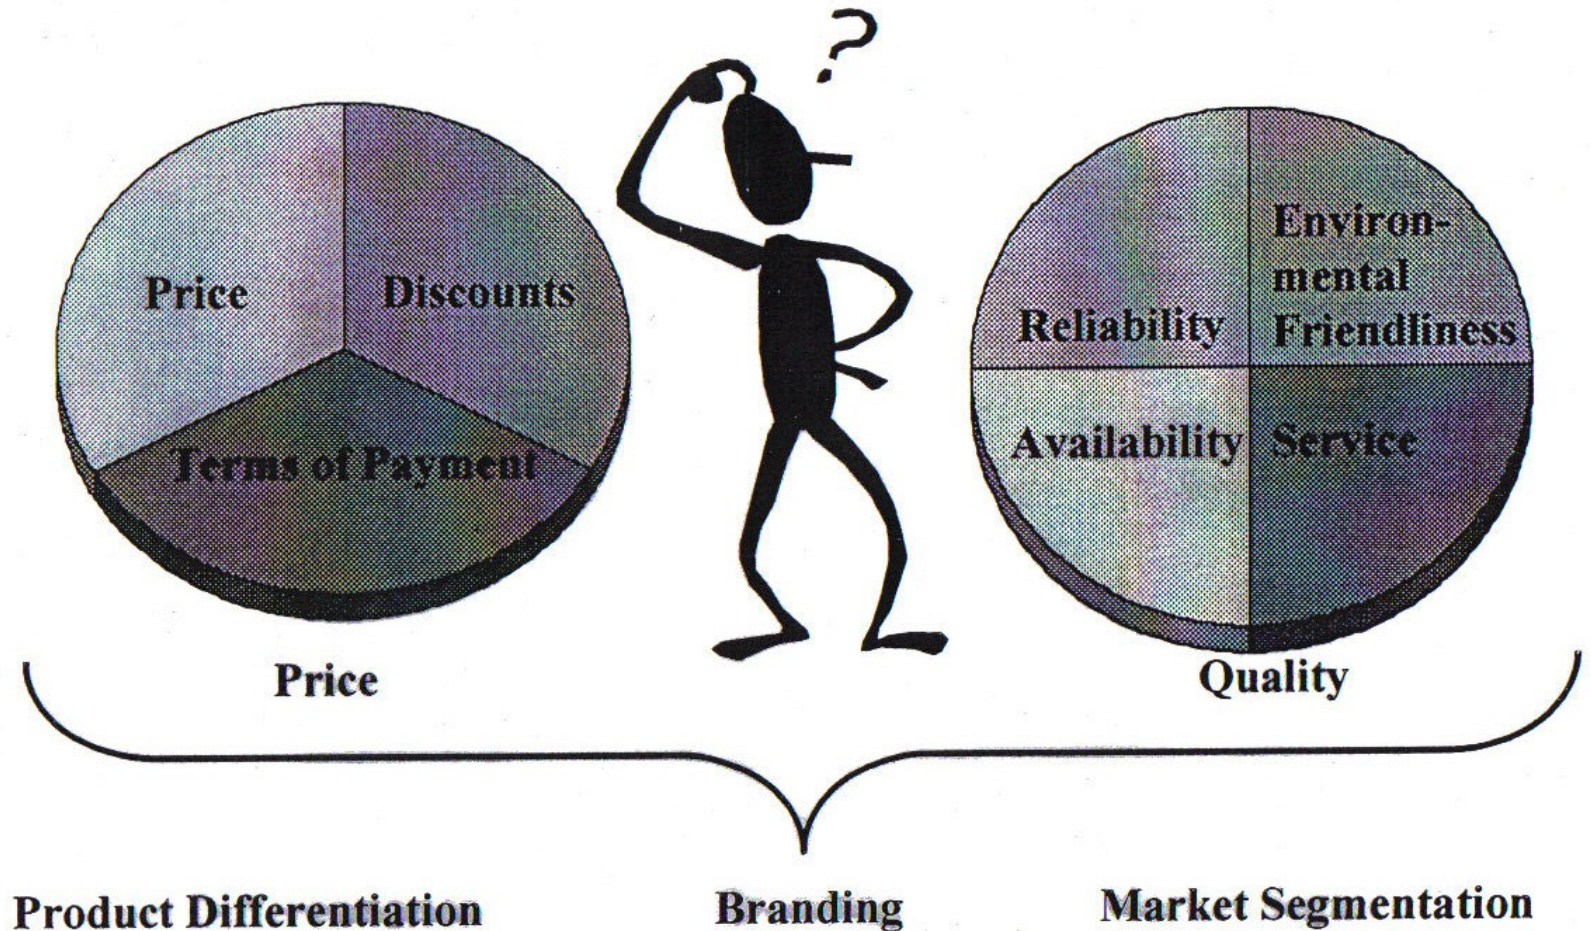 ?
Price
Discounts
Terms of Payment
Price
Environ-
mental
Friendliness
Reliability
Availability
Service
Quality
Product Differentiation
Branding
Market Segmentation